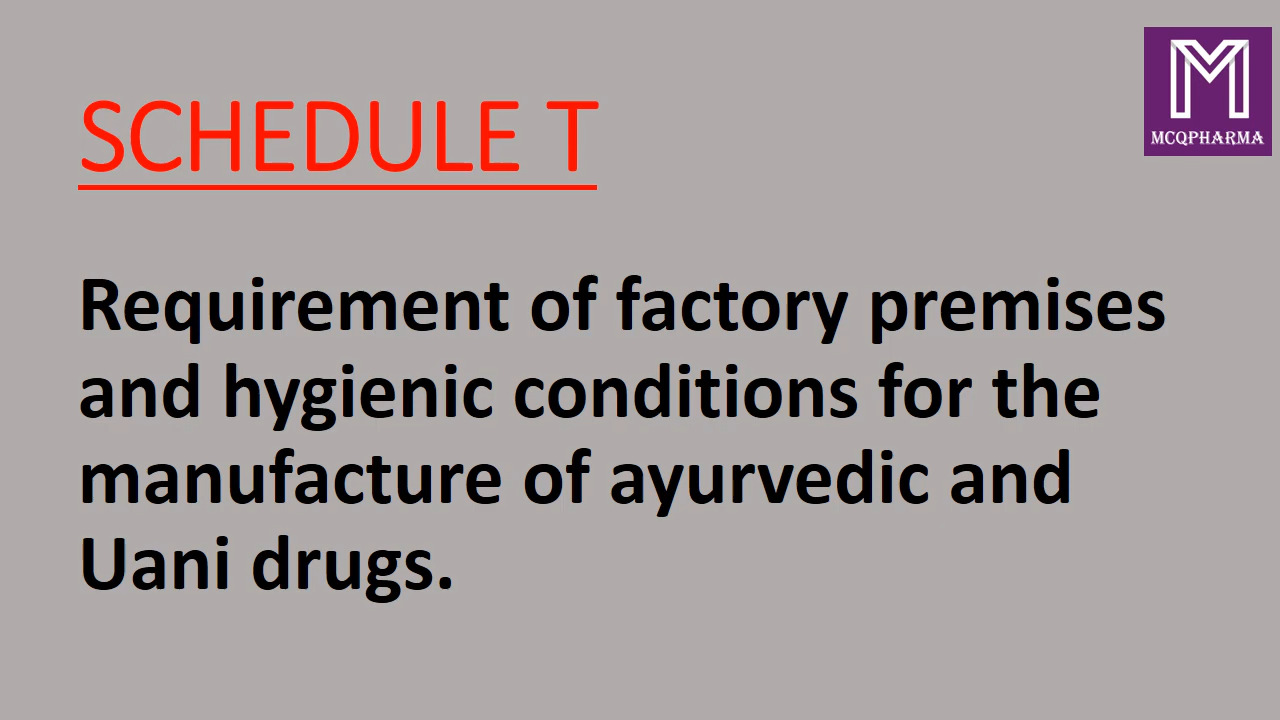 SCHEDULE T
MCQPHARMA
Requirement of factory premises
and hygienic conditions for the
manufacture of ayurvedic and
Uani drugs.